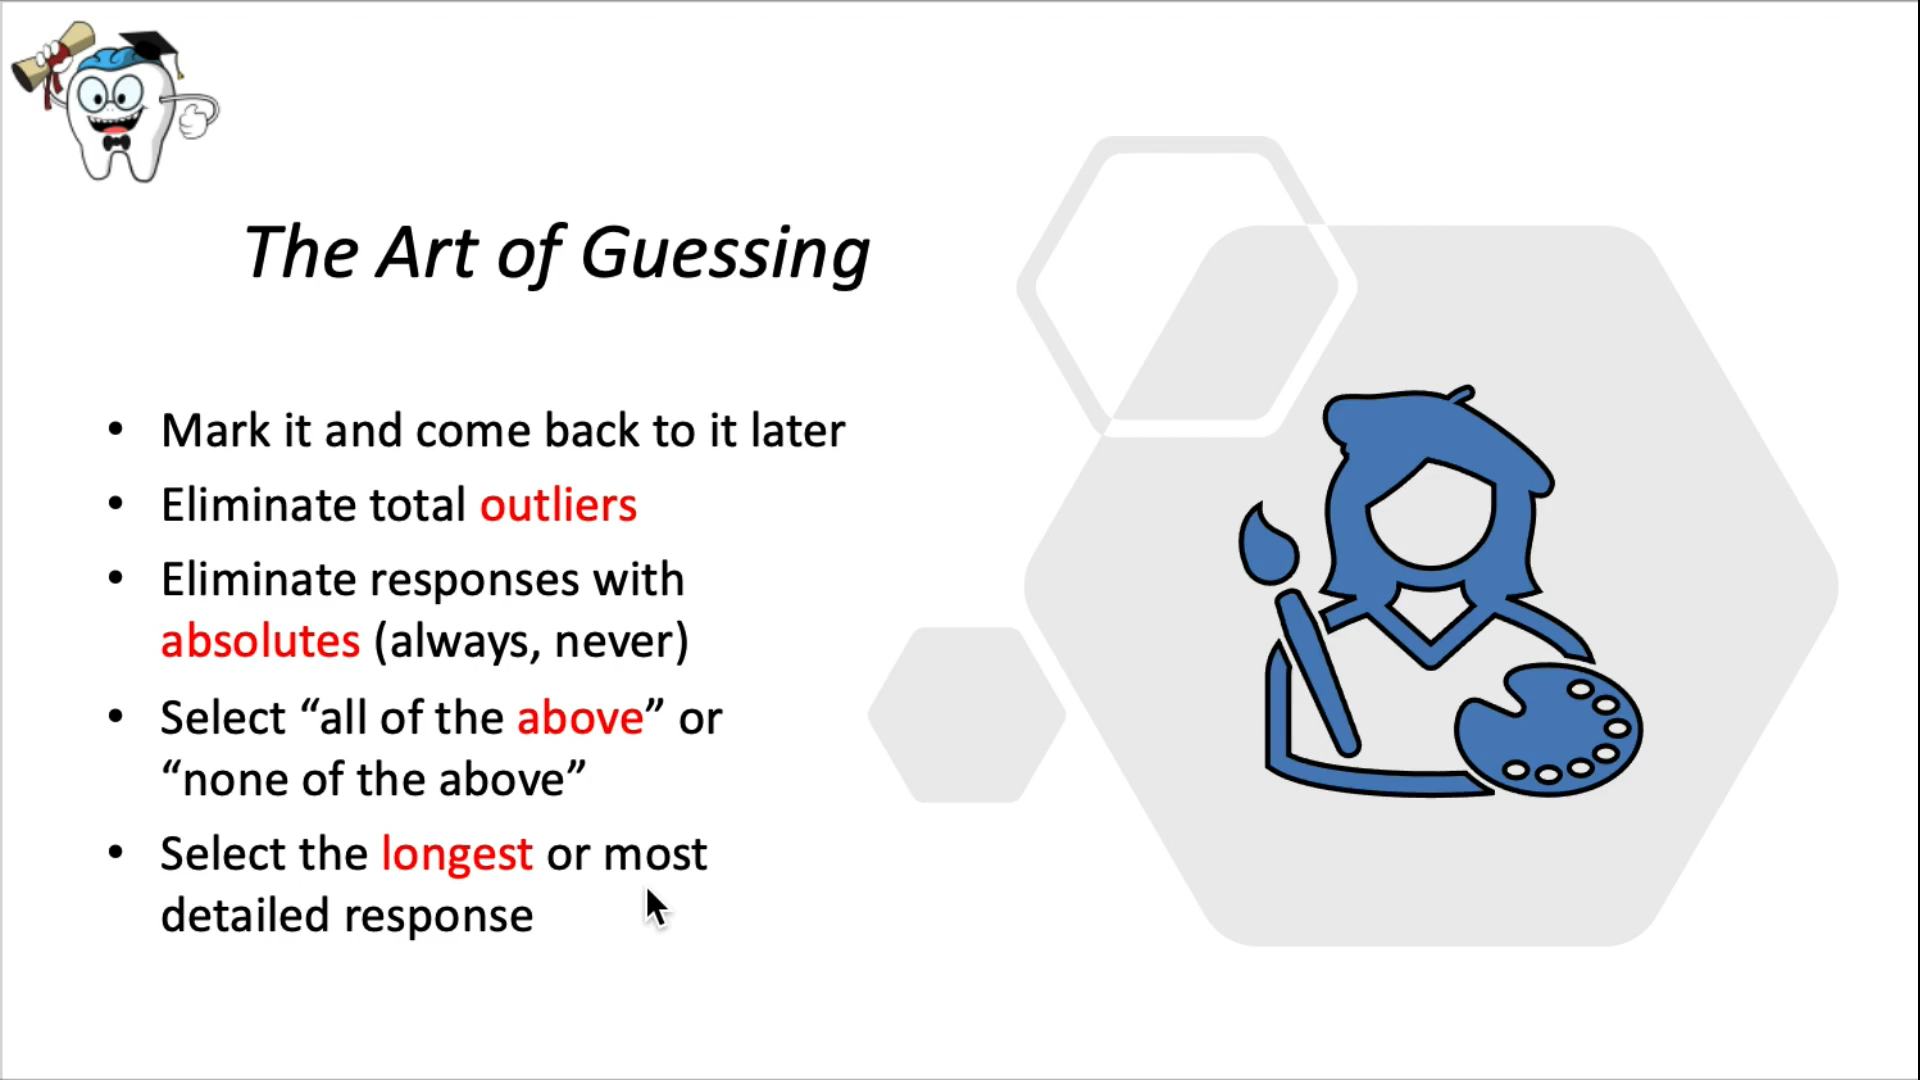 The Art of Guessing
• Mark it and come back to it later
• Eliminate total outliers
• Eliminate responses with
absolutes (always, never)
• Select “all of the above” or
“none of the above”
• Select the longest or most
detailed response